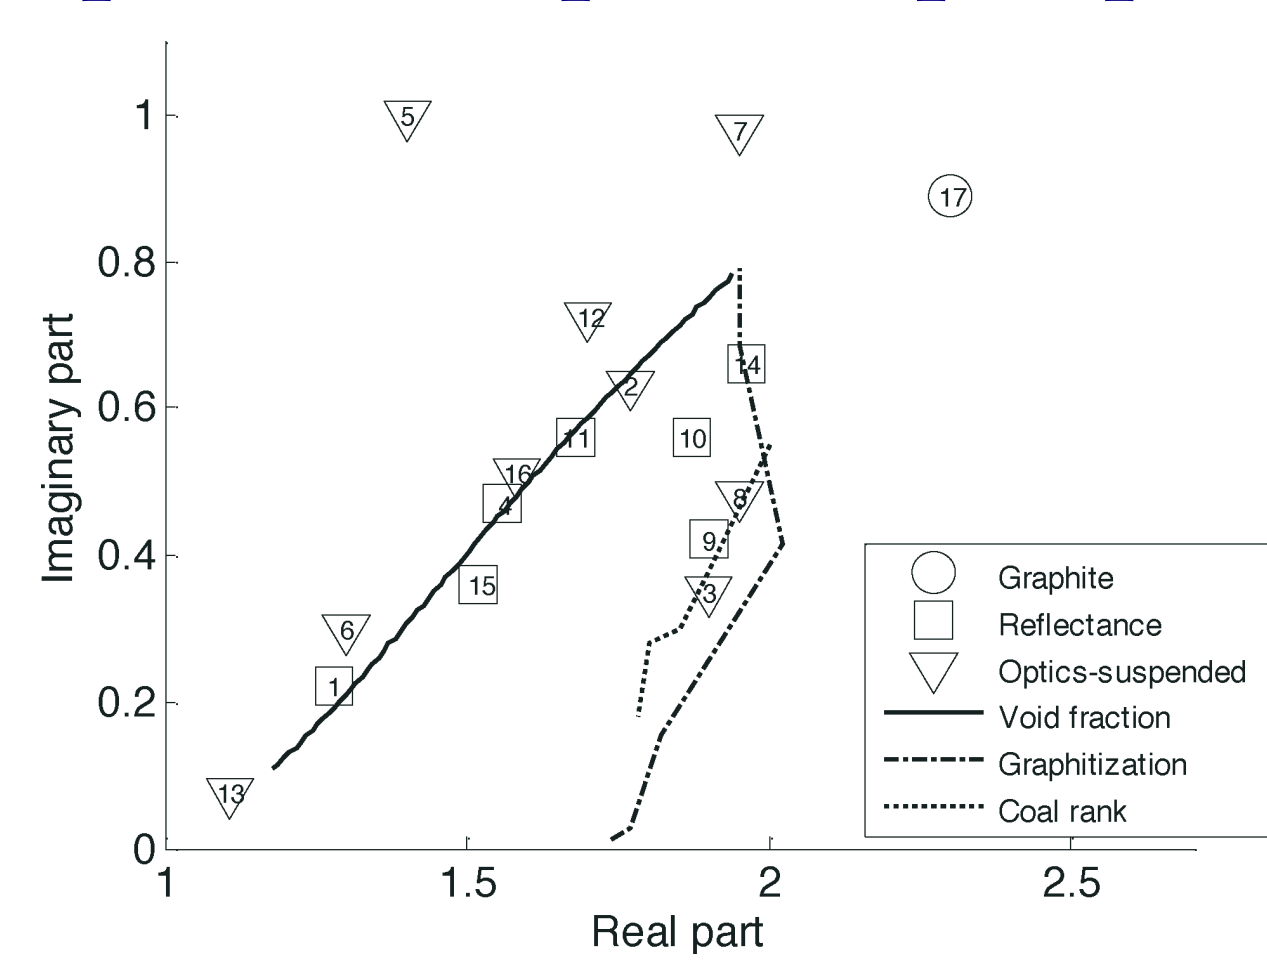 1
5
7
17
0.8
12
14
2
0.6
11
10
16
8
4
9
0.4
15
3
6
0.2
1
13
0
Imaginary part
Graphite
Reflectance
Optics-suspended
Void fraction
Graphitization
Coal rank
1 1.5 2 2.5
Real part